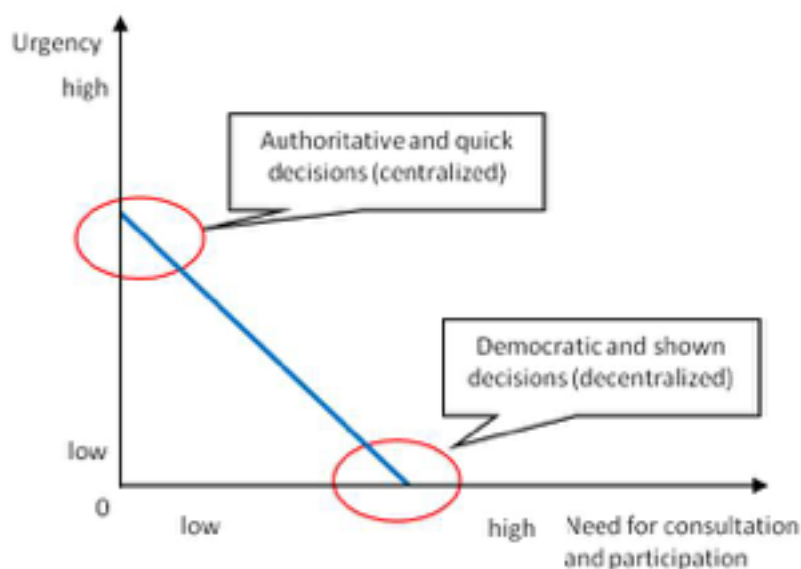 Urgency
high
Authoritative and quick
decisions (centralized)
Democratic and shown
decisions (decentralized)
low
0
low
high
Need for consultation
and participation